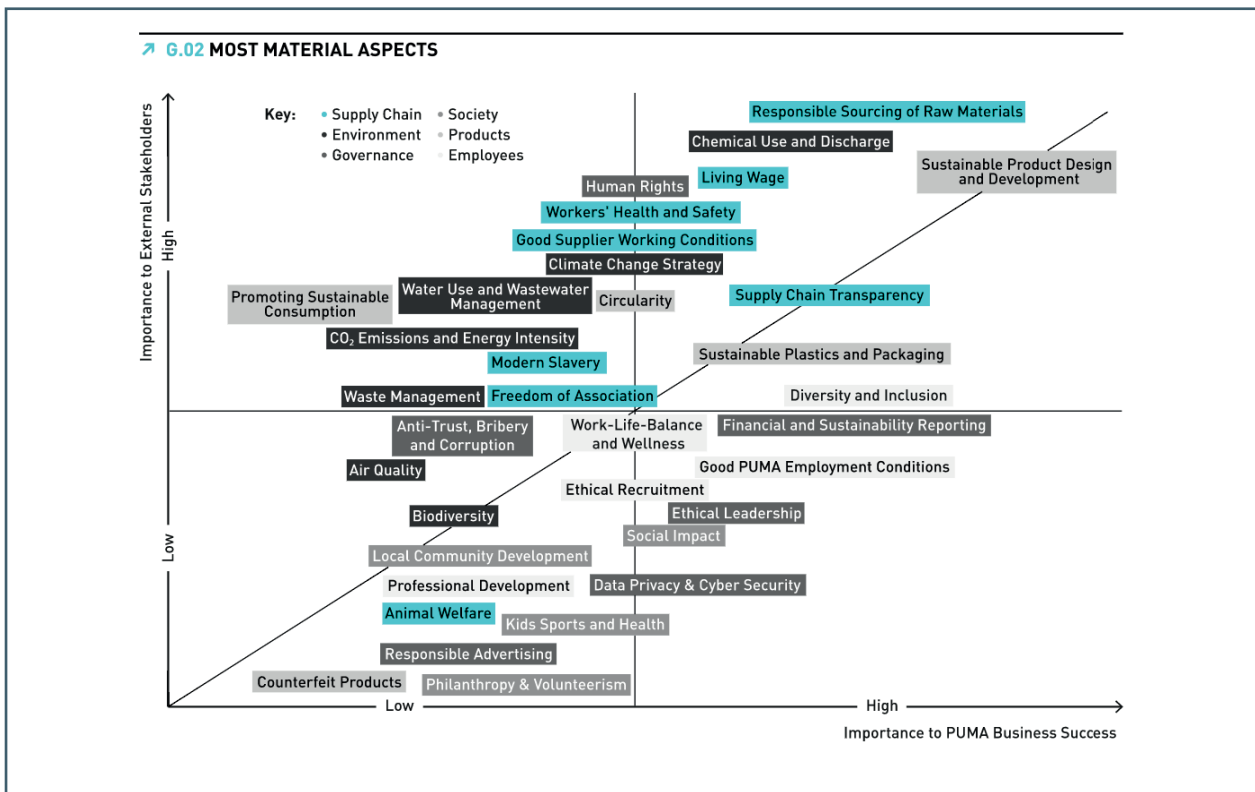 ↗ G.02 MOST MATERIAL ASPECTS
Key: • Supply Chain • Society
• Environment • Products
• Governance • Employees
Importance to External Stakeholders
High
Low
Responsible Sourcing of Raw Materials
Chemical Use and Discharge
Sustainable Product Design
and Development
Living Wage
Human Rights
Workers' Health and Safety
Good Supplier Working Conditions
Climate Change Strategy
Water Use and Wastewater
Management
Promoting Sustainable
Consumption
Circularity
Supply Chain Transparency
CO₂ Emissions and Energy Intensity
Sustainable Plastics and Packaging
Modern Slavery
Waste Management
Freedom of Association
Diversity and Inclusion
Anti-Trust, Bribery
and Corruption
Work-Life-Balance
and Wellness
Financial and Sustainability Reporting
Air Quality
Good PUMA Employment Conditions
Ethical Recruitment
Biodiversity
Ethical Leadership
Social Impact
Local Community Development
Professional Development
Data Privacy & Cyber Security
Animal Welfare
Kids Sports and Health
Responsible Advertising
Counterfeit Products
Philanthropy & Volunteerism
Low
High
Importance to PUMA Business Success